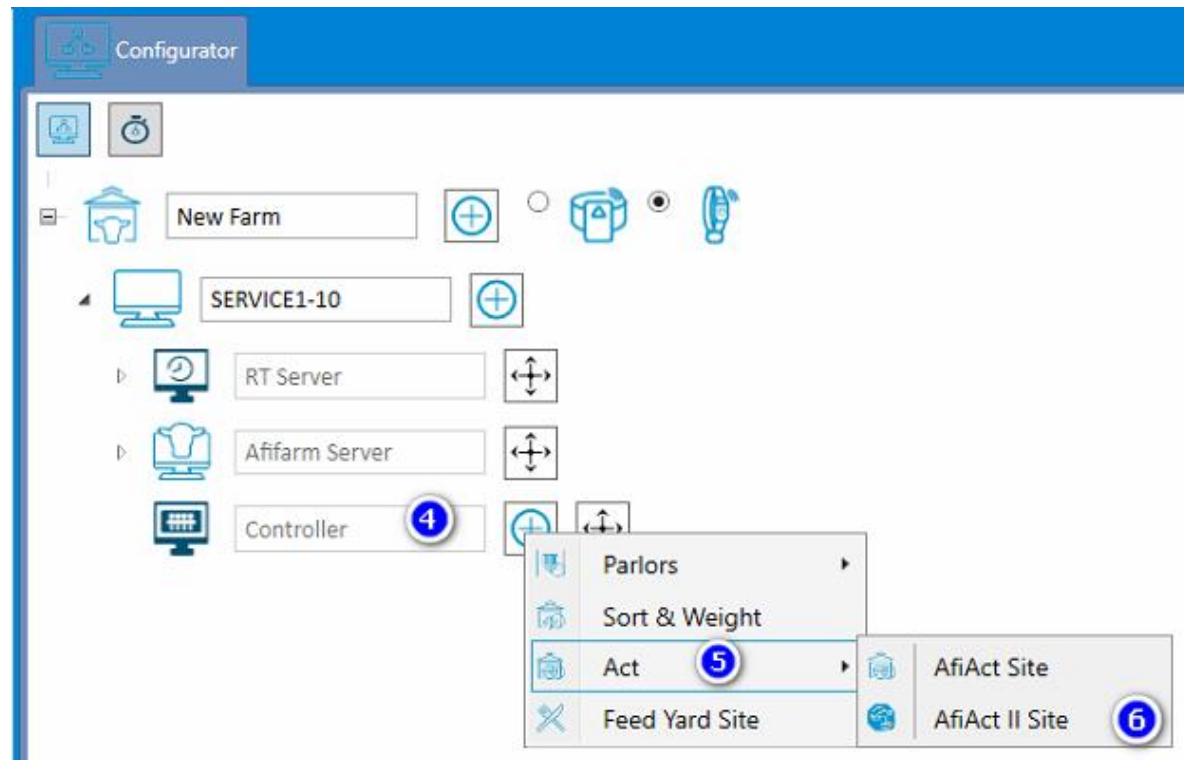 Configurator
New Farm
SERVICE1-10
RT Server
Afifarm Server
Controller 4
Parlors
Sort & Weight
Act 5
AfiAct Site
Feed Yard Site
AfiAct II Site 6